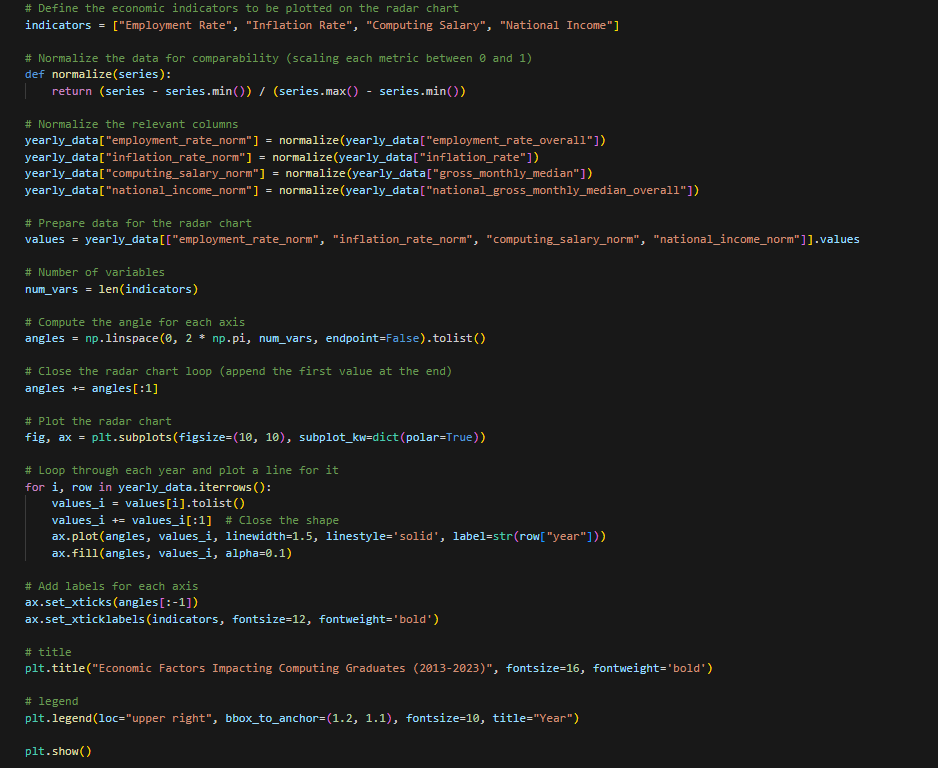 # Define the economic indicators to be plotted on the radar chart
indicators = ["Employment Rate", "Inflation Rate", "Computing Salary", "National Income"]

# Normalize the data for comparability (scaling each metric between 0 and 1)
def normalize(series):
    return (series - series.min()) / (series.max() - series.min())

# Normalize the relevant columns
yearly_data["employment_rate_norm"] = normalize(yearly_data["employment_rate_overall"])
yearly_data["inflation_rate_norm"] = normalize(yearly_data["inflation_rate"])
yearly_data["computing_salary_norm"] = normalize(yearly_data["gross_monthly_median"])
yearly_data["national_income_norm"] = normalize(yearly_data["national_gross_monthly_median_overall"])

# Prepare data for the radar chart
values = yearly_data[["employment_rate_norm", "inflation_rate_norm", "computing_salary_norm", "national_income_norm"]].values

# Number of variables
num_vars = len(indicators)

# Compute the angle for each axis
angles = np.linspace(0, 2 * np.pi, num_vars, endpoint=False).tolist()

# Close the radar chart loop (append the first value at the end)
angles += angles[:1]

# Plot the radar chart
fig, ax = plt.subplots(figsize=(10, 10), subplot_kw=dict(polar=True))

# Loop through each year and plot a line for it
for i, row in yearly_data.iterrows():
    values_i = values[i].tolist()
    values_i += values_i[:1]  # Close the shape
    ax.plot(angles, values_i, linewidth=1.5, linestyle='solid', label=str(row["year"]))
    ax.fill(angles, values_i, alpha=0.1)

# Add labels for each axis
ax.set_xticks(angles[:-1])
ax.set_xticklabels(indicators, fontsize=12, fontweight='bold')

# title
plt.title("Economic Factors Impacting Computing Graduates (2013-2023)", fontsize=16, fontweight='bold')

# legend
plt.legend(loc="upper right", bbox_to_anchor=(1.2, 1.1), fontsize=10, title="Year")

plt.show()